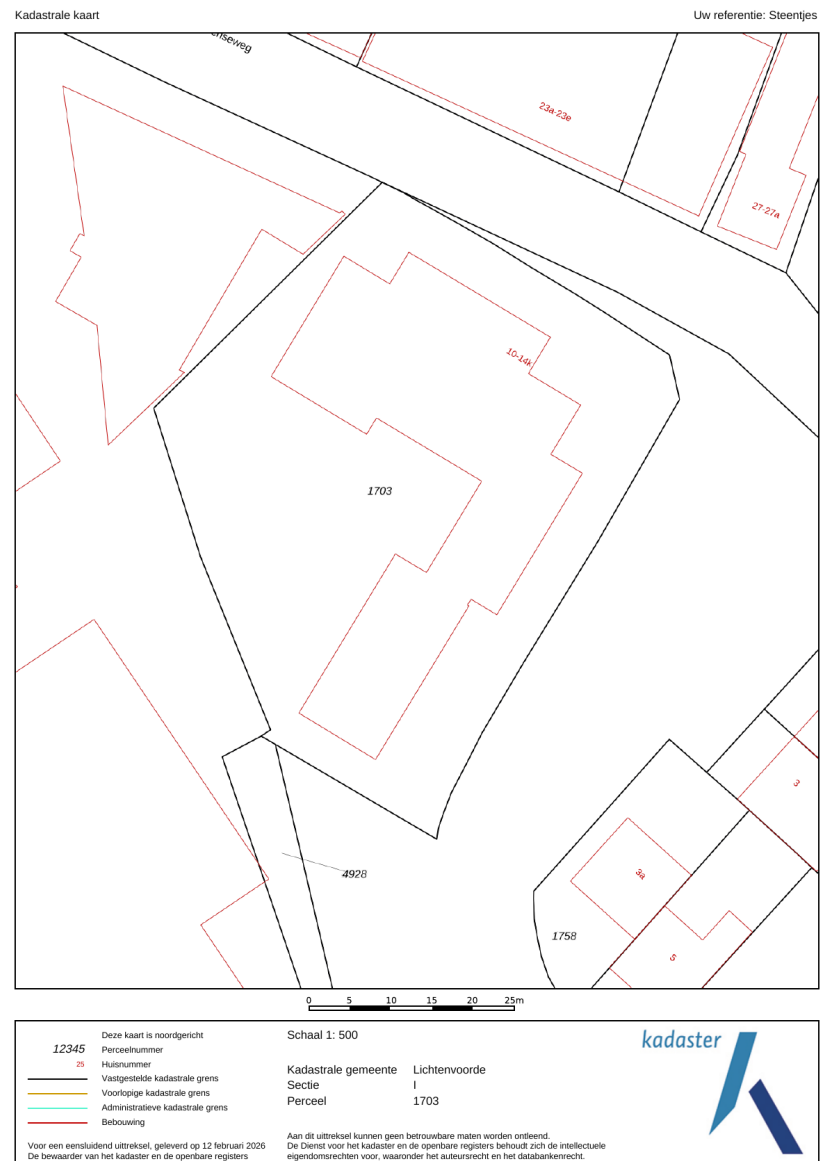 Kadastrale kaart
Uw referentie: Steentjes
23a-23e
27-27a
10-14k
1703
3
3a
4928
1758
5
0 5 10 15 20 25m
Deze kaart is noordgericht
12345 Perceelnummer
25 Huisnummer
Vastgestelde kadastrale grens
Voorlopige kadastrale grens
Administratieve kadastrale grens
Bebouwing
Voor een eensluidend uittreksel, geleverd op 12 februari 2026
De bewaarder van het kadaster en de openbare registers
Schaal 1: 500
Kadastrale gemeente Lichtenvoorde
Sectie I
Perceel 1703
Aan dit uittreksel kunnen geen betrouwbare maten worden ontleend.
De Dienst voor het kadaster en de openbare registers behoudt zich de intellectuele
eigendomsrechten voor, waaronder het auteursrecht en het databankenrecht.
kadaster